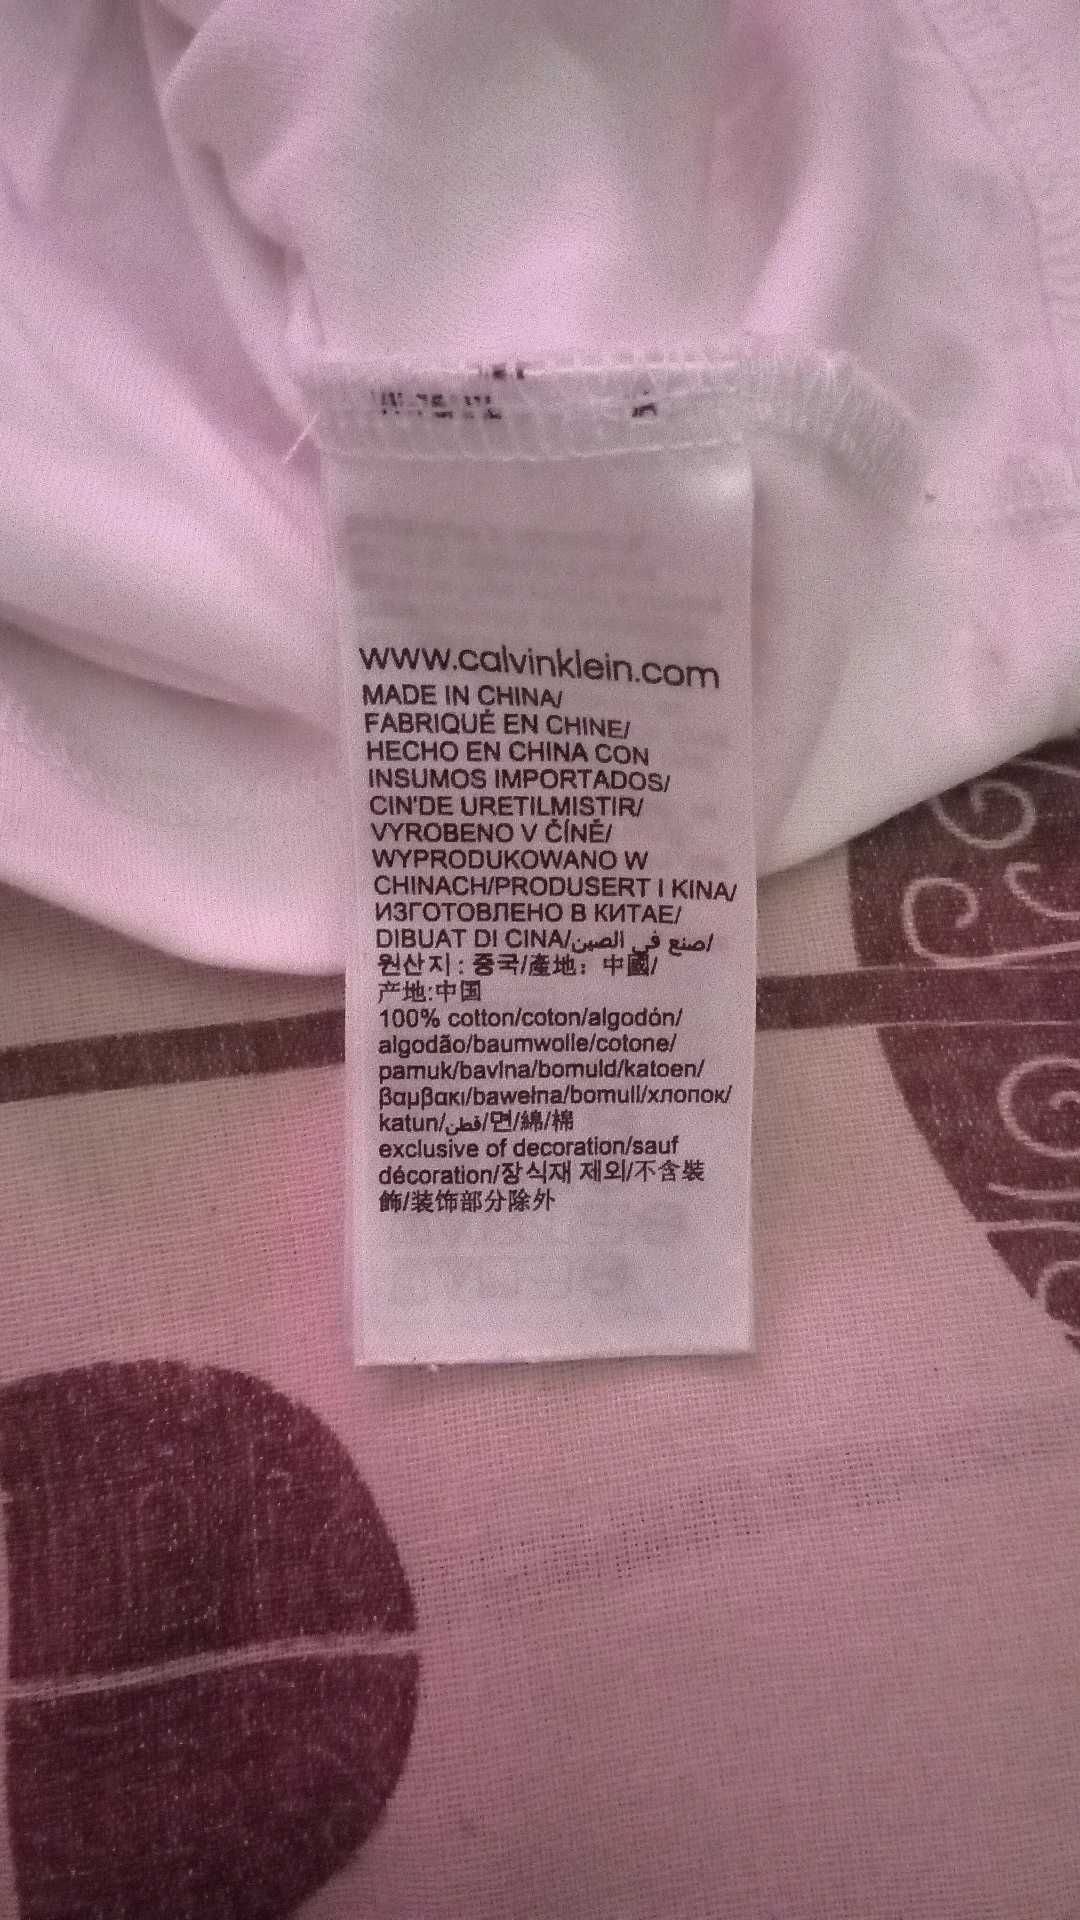 www.calvinklein.com
MADE IN CHINA/
FABRIQUÉ EN CHINE/
HECHO EN CHINA CON
INSUMOS IMPORTADOS/
CIN'DE URETILMISTIR/
VYROBENO V ČÍNĚ/
WYPRODUKOWANO W
CHINACH/PRODUSERT I KINA/
ИЗГОТОВЛЕНО В КИТАЕ/
DIBUAT DI CINA/صنع في الصين/
원산지 : 중국/產地：中國/
产地:中国
100% cotton/coton/algodón/
algodão/baumwolle/cotone/
pamuk/bavlna/bomuld/katoen/
βαμβακι/bawełna/bomull/хлопок/
katun/قطن/면/綿/棉
exclusive of decoration/sauf
décoration/장식재 제외/不含裝
飾/装饰部分除外